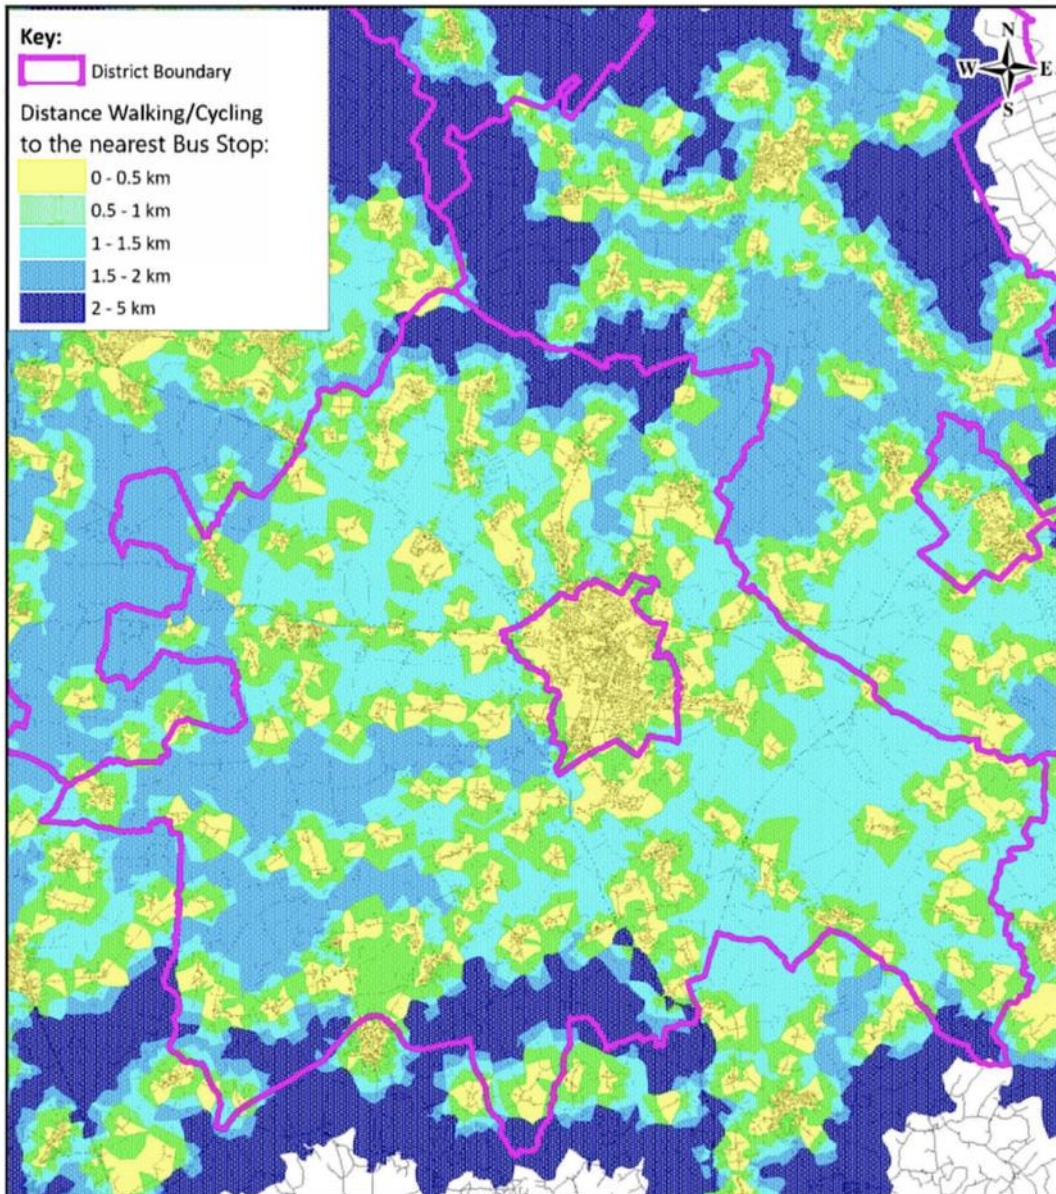 Key:
District Boundary
Distance Walking/Cycling
to the nearest Bus Stop:
0 - 0.5 km
0.5 - 1 km
1 - 1.5 km
1.5 - 2 km
2 - 5 km
N
W E
S